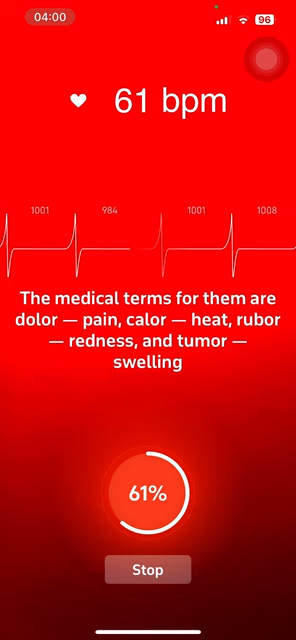 04:00
96
61 bpm
1001 984 1001 1008
The medical terms for them are
dolor — pain, calor — heat, rubor
— redness, and tumor —
swelling
61%
Stop